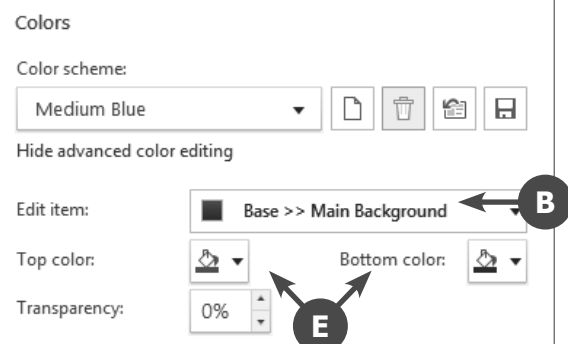 Colors
Color scheme:
Medium Blue
Hide advanced color editing
Edit item: Base >> Main Background B
Top color: Bottom color:
Transparency: 0% E